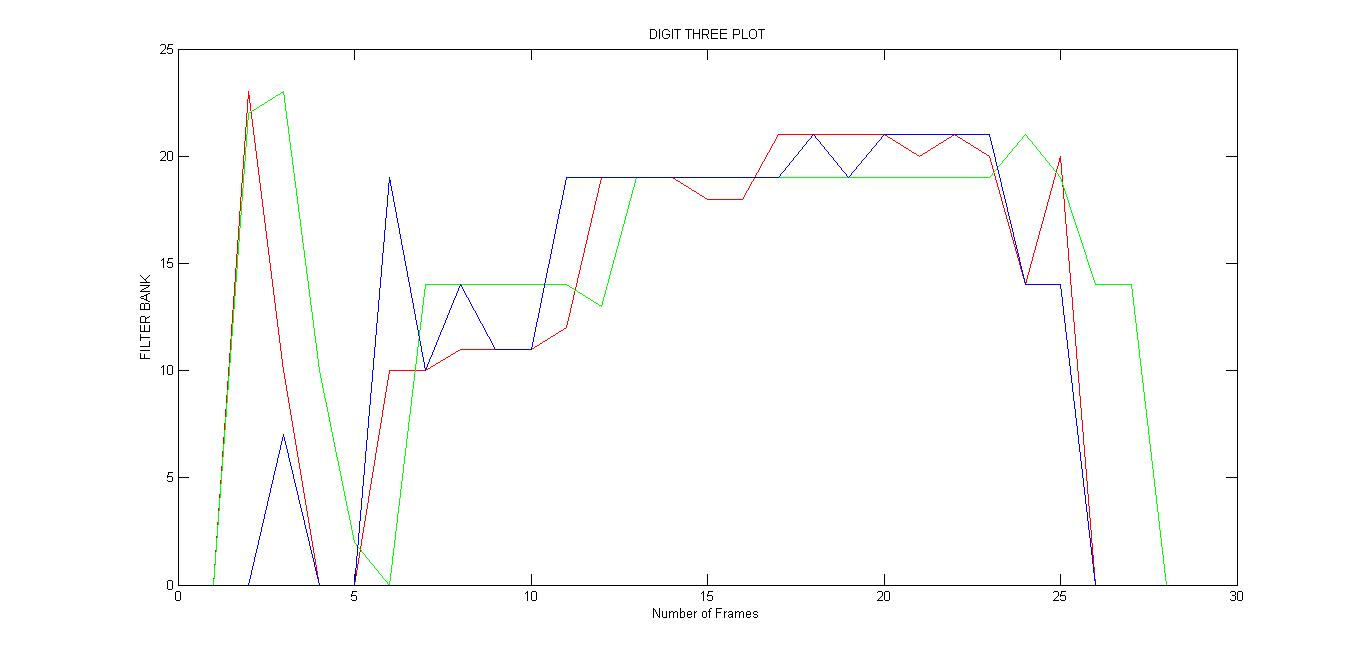 DIGIT THREE PLOT
25
20
15
10
5
0
FILTER BANK
0 5 10 15 20 25 30
Number of Frames